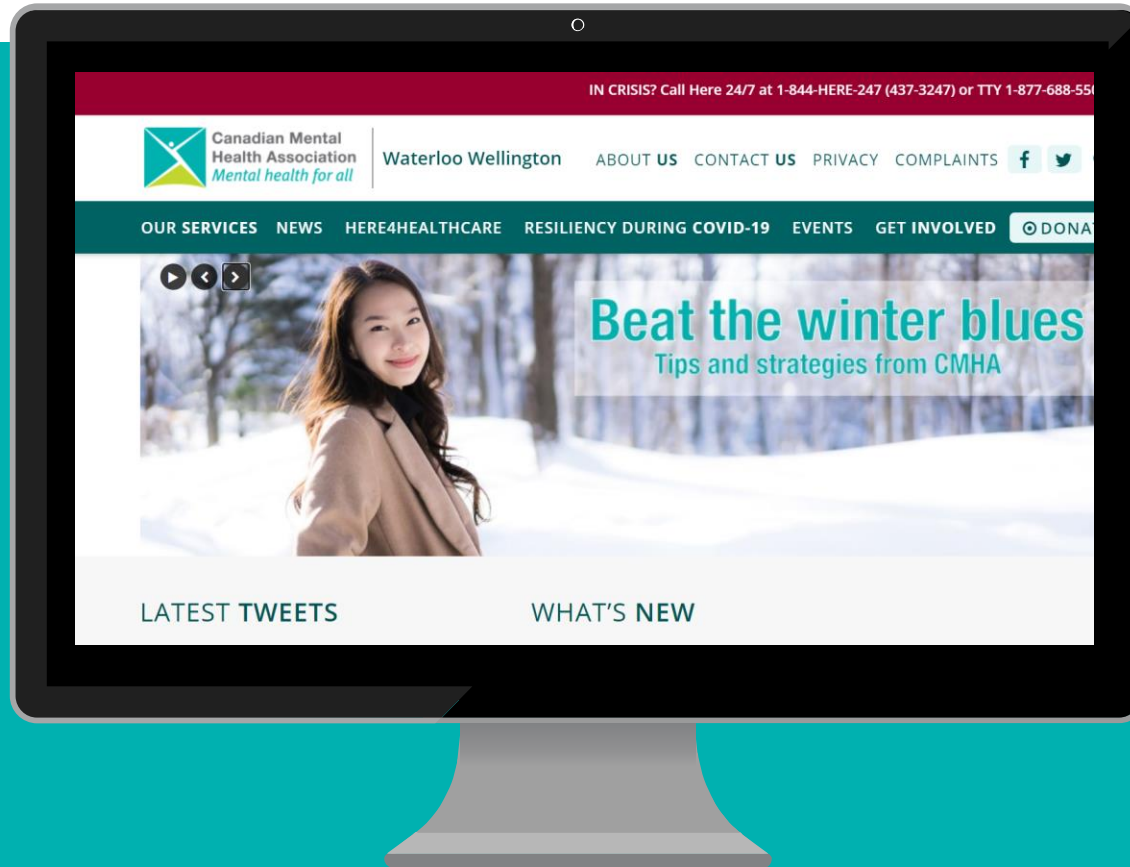 IN CRISIS? Call Here 24/7 at 1-844-HERE-247 (437-3247) or TTY 1-877-688-550
Canadian Mental
Health Association
Mental health for all
Waterloo Wellington
ABOUT US CONTACT US PRIVACY COMPLAINTS
OUR SERVICES NEWS HERE4HEALTHCARE RESILIENCY DURING COVID-19 EVENTS GET INVOLVED DONAT
Beat the winter blues
Tips and strategies from CMHA
LATEST TWEETS
WHAT'S NEW